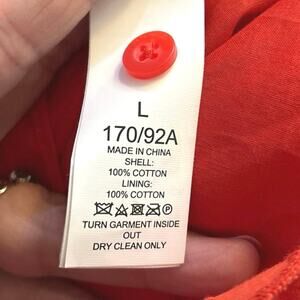 L
170/92A
MADE IN CHINA
SHELL:
100% COTTON
LINING:
100% COTTON
TURN GARMENT INSIDE
OUT
DRY CLEAN ONLY